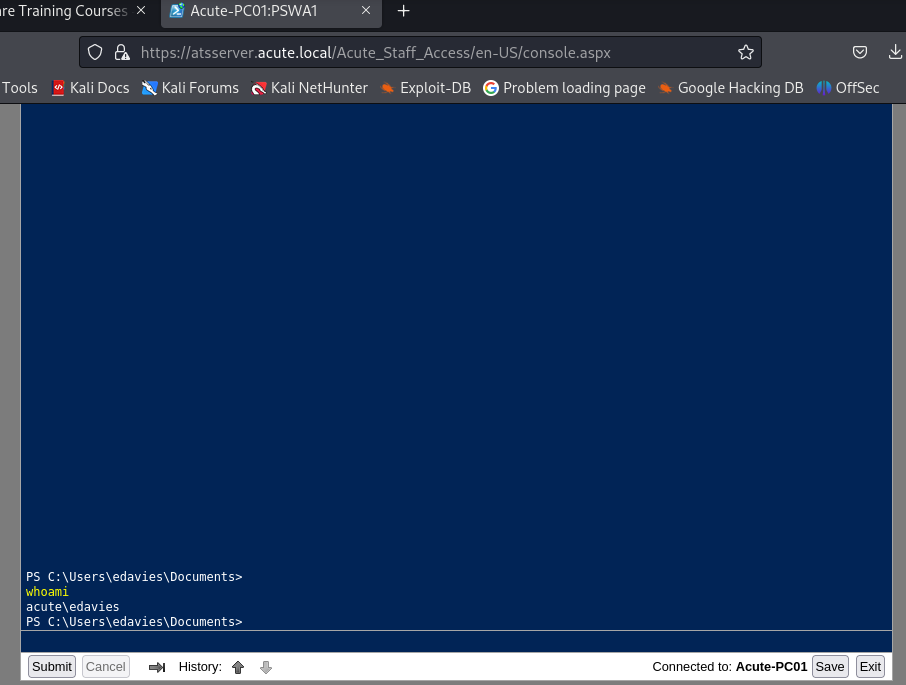 re Training Courses
Acute-PC01:PSWA1
https://atsserver.acute.local/Acute_Staff_Access/en-US/console.aspx
Tools Kali Docs Kali Forums Kali NetHunter Exploit-DB Problem loading page Google Hacking DB OffSec
PS C:\Users\edavies\Documents>
whoami
acute\edavies
PS C:\Users\edavies\Documents>
Submit Cancel History: Connected to: Acute-PC01 Save Exit